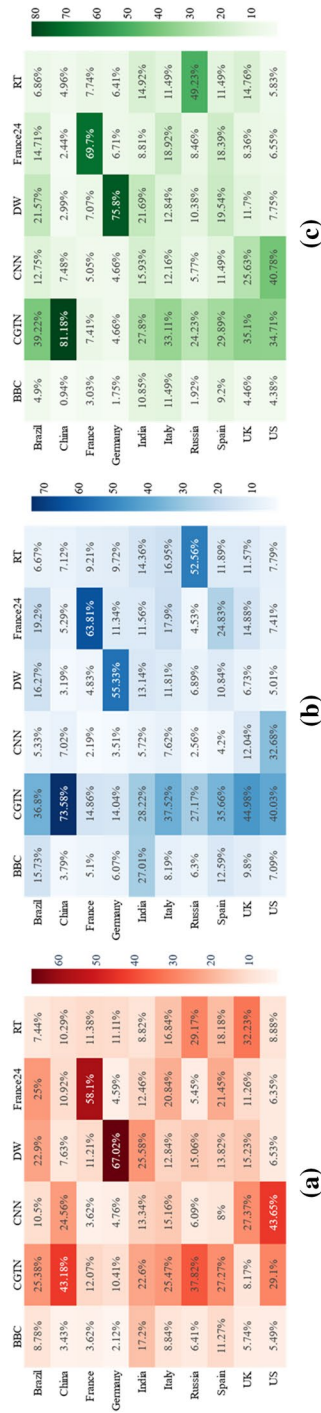 BBC CGTN CNN DW France24 RT
Brazil 8.78% 25.38% 10.5% 22.9% 25% 7.44%
China 3.43% 43.18% 24.56% 7.63% 10.92% 10.29%
France 3.62% 12.07% 3.62% 11.21% 58.1% 11.38%
Germany 2.12% 10.41% 4.76% 67.02% 4.59% 11.11%
India 17.2% 22.6% 13.34% 25.58% 12.46% 8.82%
Italy 8.84% 25.47% 15.16% 12.84% 20.84% 16.84%
Russia 6.41% 37.82% 6.09% 15.06% 5.45% 29.17%
Spain 11.27% 27.27% 8% 13.82% 21.45% 18.18%
UK 5.74% 8.17% 27.37% 15.23% 11.26% 32.23%
US 5.49% 29.1% 43.65% 6.53% 6.35% 8.88%
60
50
40
30
20
10
(a)
BBC CGTN CNN DW France24 RT
Brazil 15.73% 36.8% 5.33% 16.27% 19.2% 6.67%
China 3.79% 73.58% 7.02% 3.19% 5.29% 7.12%
France 5.1% 14.86% 2.19% 4.83% 63.81% 9.21%
Germany 6.07% 14.04% 3.51% 55.33% 11.34% 9.72%
India 27.01% 28.22% 5.72% 13.14% 11.56% 14.36%
Italy 8.19% 37.52% 7.62% 11.81% 17.9% 16.95%
Russia 6.3% 27.17% 2.56% 6.89% 4.53% 52.56%
Spain 12.59% 35.66% 4.2% 10.84% 24.83% 11.89%
UK 9.8% 44.98% 12.04% 6.73% 14.88% 11.57%
US 7.09% 40.03% 32.68% 5.01% 7.41% 7.79%
70
60
50
40
30
20
10
(b)
BBC CGTN CNN DW France24 RT
Brazil 4.9% 39.22% 12.75% 21.57% 14.71% 6.86%
China 0.94% 81.18% 7.48% 2.99% 2.44% 4.96%
France 3.03% 7.41% 5.05% 7.07% 69.7% 7.74%
Germany 1.75% 4.66% 4.66% 75.8% 6.71% 6.41%
India 10.85% 27.8% 15.93% 21.69% 8.81% 14.92%
Italy 11.49% 33.11% 12.16% 12.84% 18.92% 11.49%
Russia 1.92% 24.23% 5.77% 10.38% 8.46% 49.23%
Spain 9.2% 29.89% 11.49% 19.54% 18.39% 11.49%
UK 4.46% 35.1% 25.63% 11.7% 8.36% 14.76%
US 4.38% 34.71% 40.78% 7.75% 6.55% 5.83%
80
60
40
20
(c)